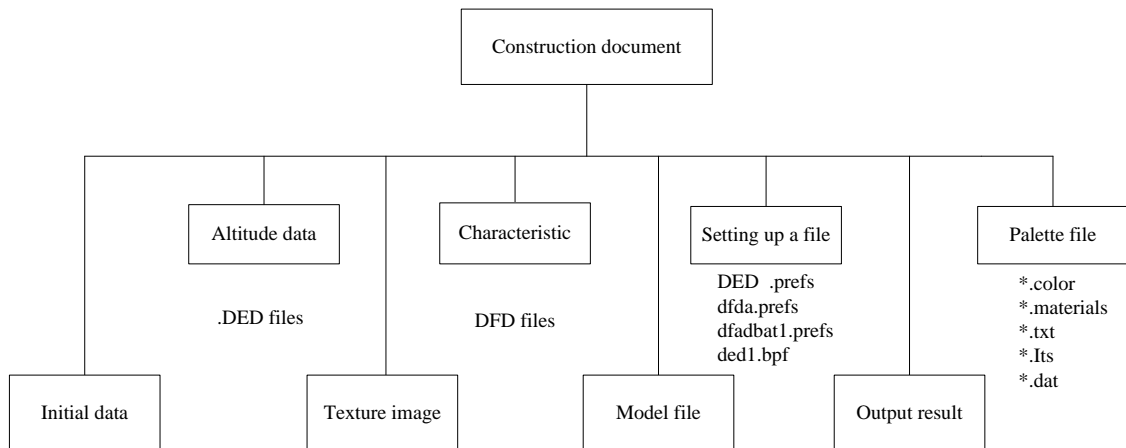 Construction document
Altitude data
Characteristic
Setting up a file
Palette file
.DED files
DFD files
DED .prefs
dfda.prefs
dfadbat1.prefs
ded1.bpf
*.color
*.materials
*.txt
*.Its
*.dat
Initial data
Texture image
Model file
Output result